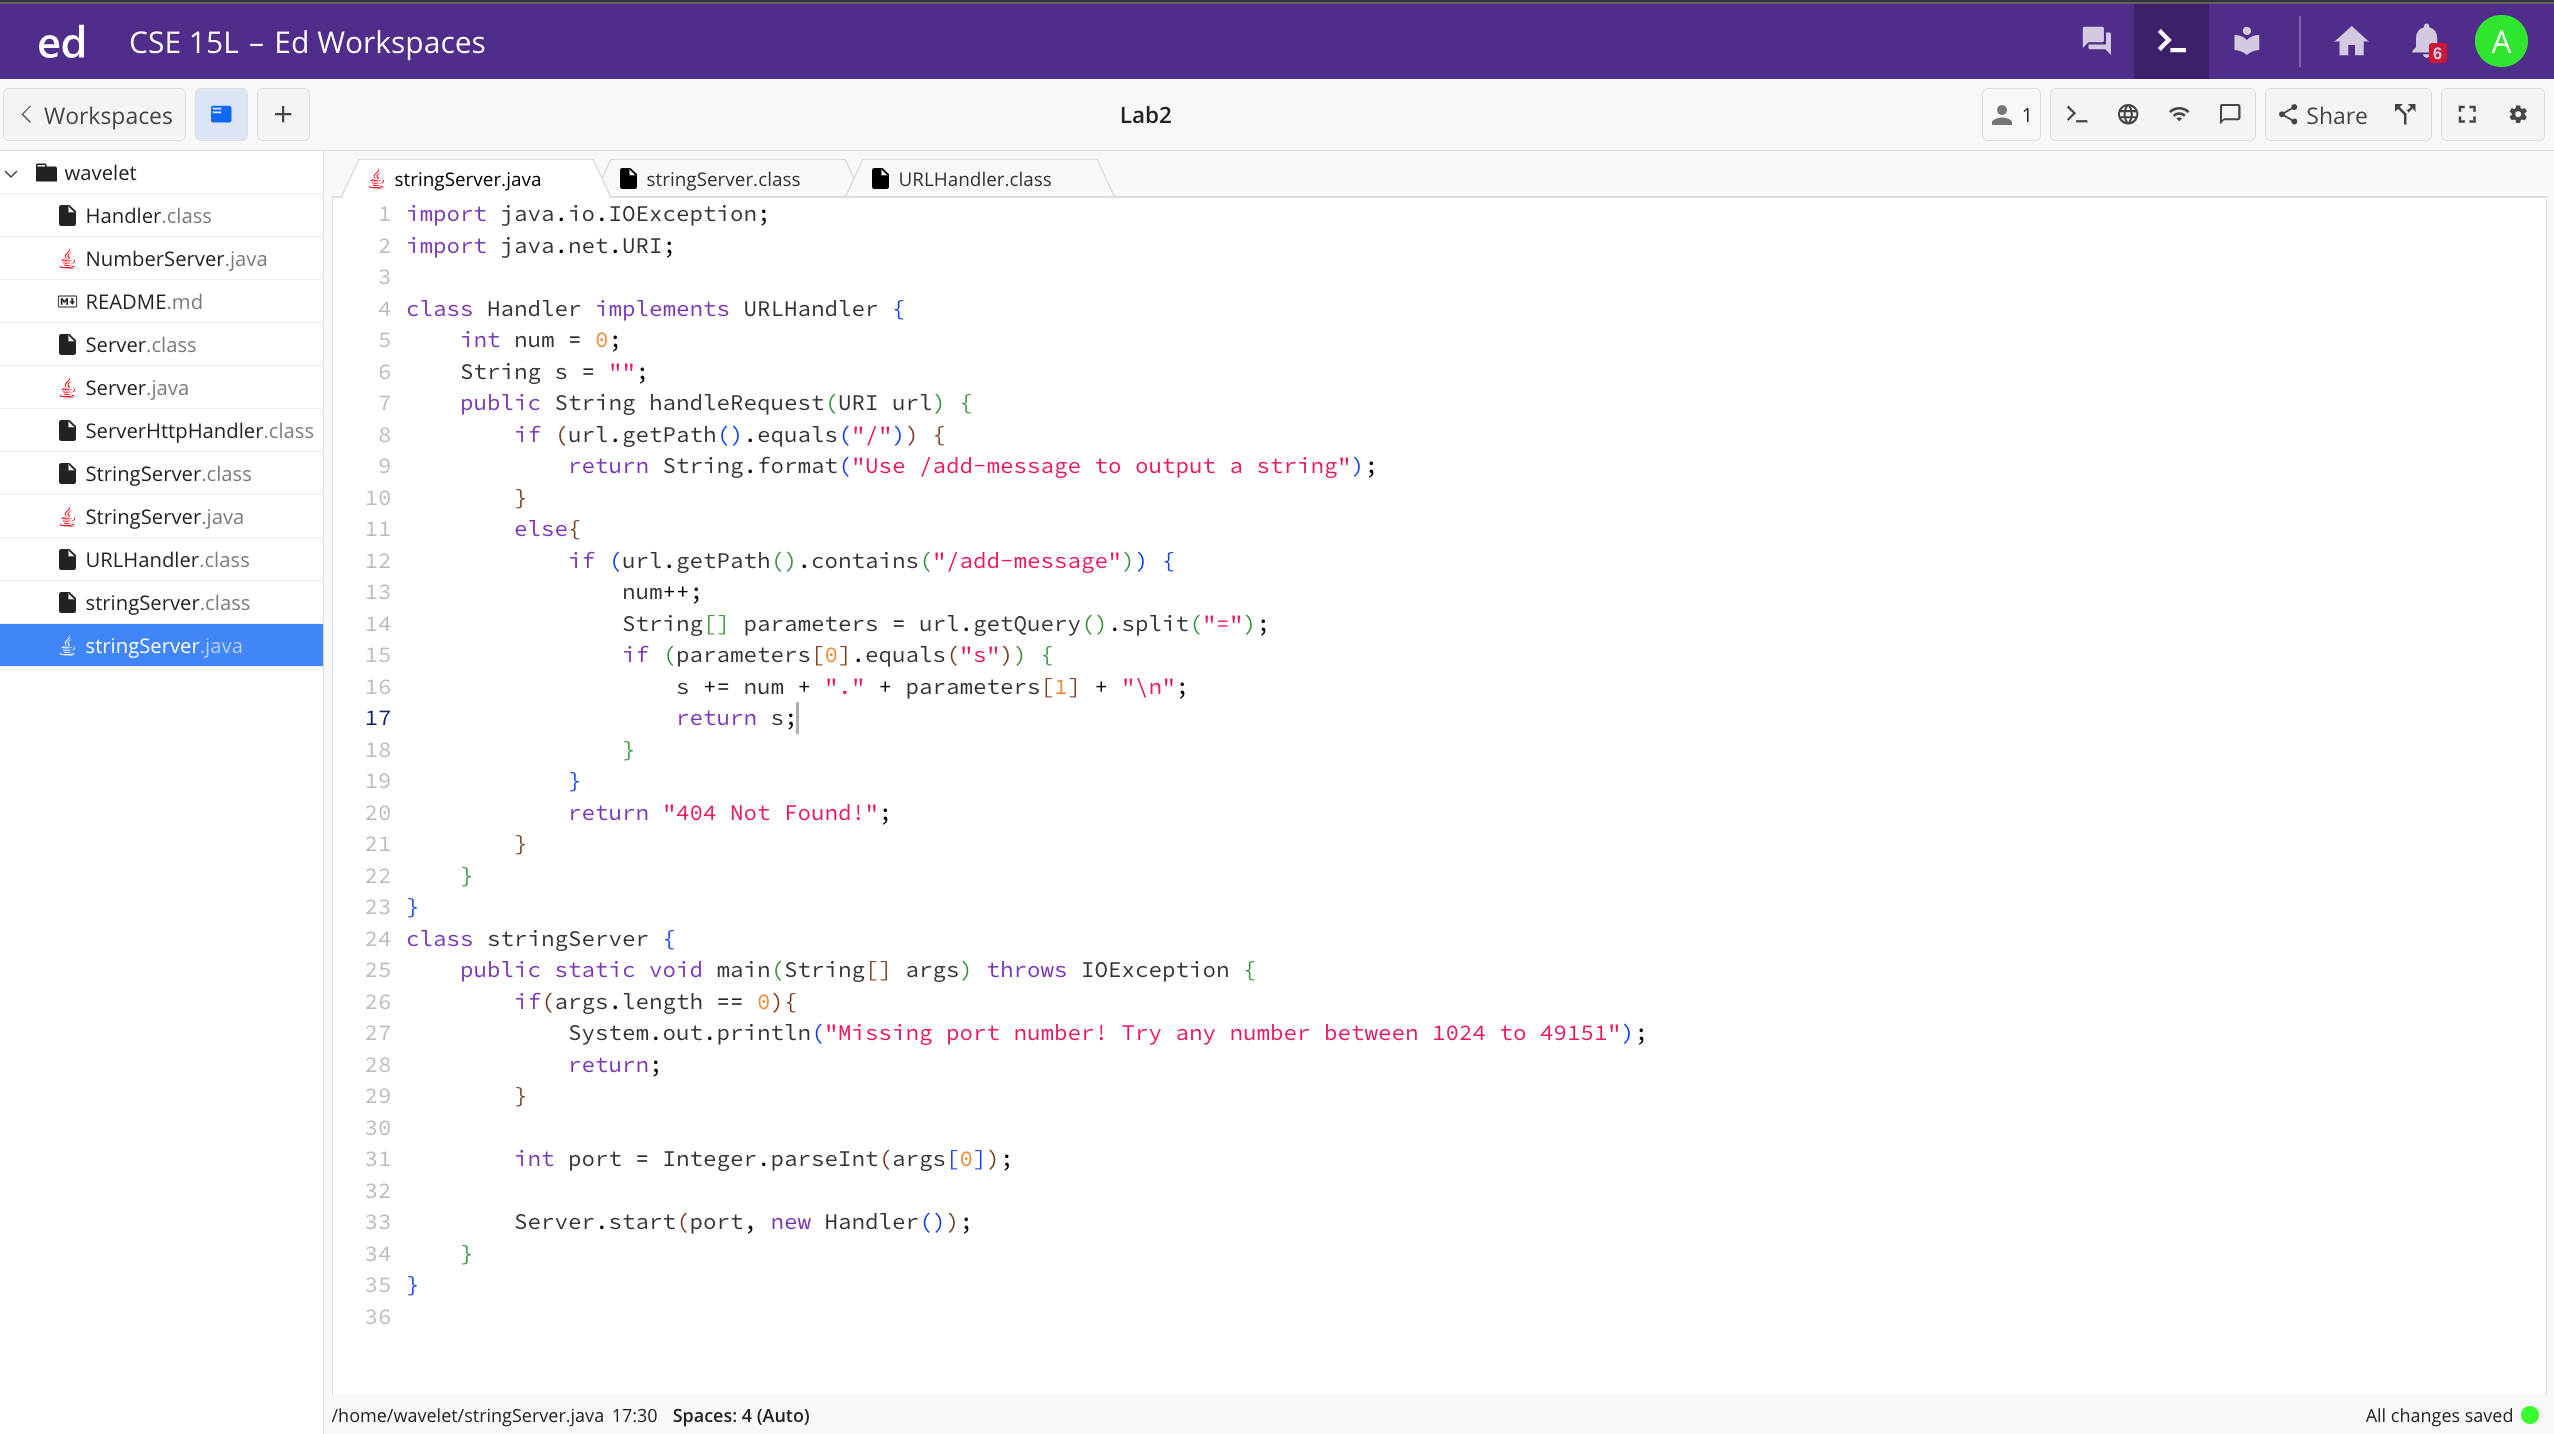 ed CSE 15L – Ed Workspaces 6 A
Workspaces + Lab2 1 Share
wavelet
Handler.class
NumberServer.java
README.md
Server.class
Server.java
ServerHttpHandler.class
StringServer.class
StringServer.java
URLHandler.class
stringServer.class
stringServer.java
stringServer.java stringServer.class URLHandler.class
1 import java.io.IOException;
2 import java.net.URI;
3
4 class Handler implements URLHandler {
5     int num = 0;
6     String s = "";
7     public String handleRequest(URI url) {
8         if (url.getPath().equals("/")) {
9             return String.format("Use /add-message to output a string");
10         }
11         else{
12             if (url.getPath().contains("/add-message")) {
13                 num++;
14                 String[] parameters = url.getQuery().split("=");
15                 if (parameters[0].equals("s")) {
16                     s += num + "." + parameters[1] + "\n";
17                     return s;
18                 }
19             }
20             return "404 Not Found!";
21         }
22     }
23 }
24 class stringServer {
25     public static void main(String[] args) throws IOException {
26         if(args.length == 0){
27             System.out.println("Missing port number! Try any number between 1024 to 49151");
28             return;
29         }
30
31         int port = Integer.parseInt(args[0]);
32
33         Server.start(port, new Handler());
34     }
35 }
36
/home/wavelet/stringServer.java 17:30 Spaces: 4 (Auto) All changes saved